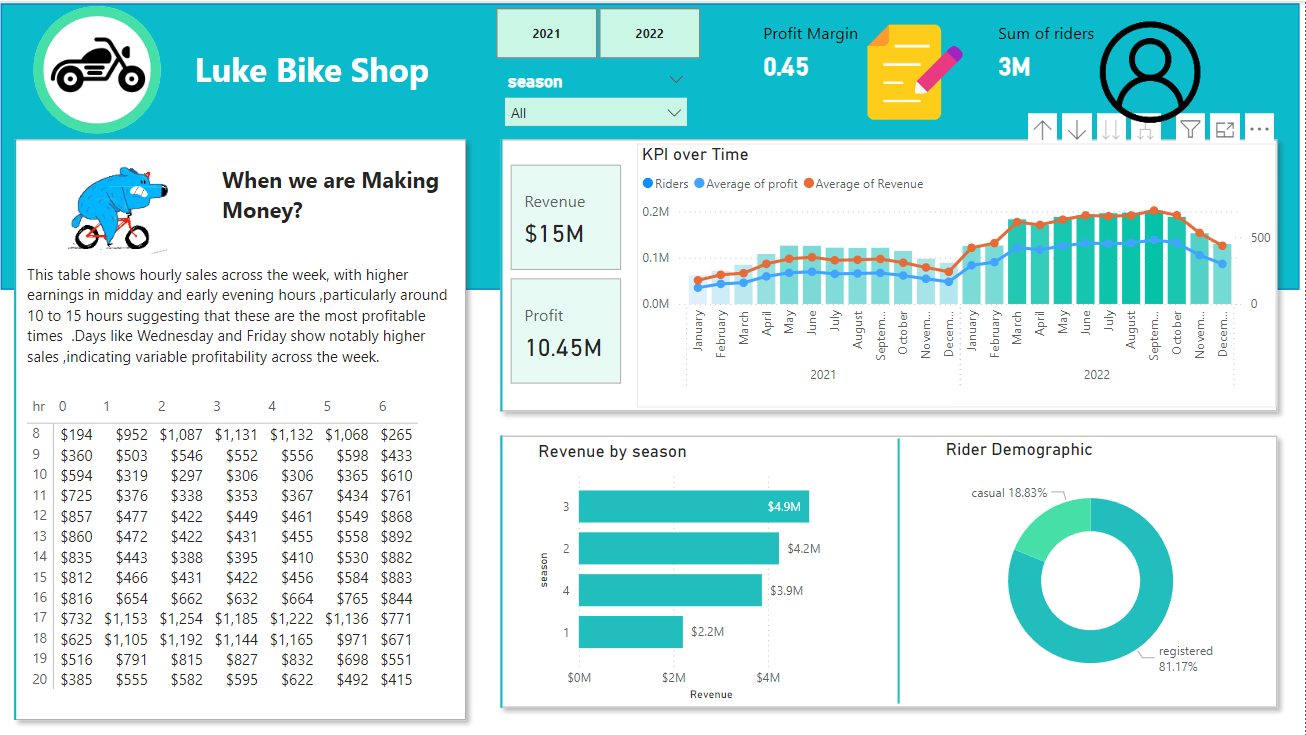 Luke Bike Shop
2021
2022
season
All
Profit Margin
0.45
Sum of riders
3M
When we are Making
Money?
This table shows hourly sales across the week, with higher
earnings in midday and early evening hours ,particularly around
10 to 15 hours suggesting that these are the most profitable
times .Days like Wednesday and Friday show notably higher
sales ,indicating variable profitability across the week.
hr 0 1 2 3 4 5 6
8 $194 $952 $1,087 $1,131 $1,132 $1,068 $265
9 $360 $503 $546 $552 $556 $598 $433
10 $594 $319 $297 $306 $306 $365 $610
11 $725 $376 $338 $353 $367 $434 $761
12 $857 $477 $422 $449 $461 $549 $868
13 $860 $472 $422 $431 $455 $558 $892
14 $835 $443 $388 $395 $410 $530 $882
15 $812 $466 $431 $422 $456 $584 $883
16 $816 $654 $662 $632 $664 $765 $844
17 $732 $1,153 $1,254 $1,185 $1,222 $1,136 $771
18 $625 $1,105 $1,192 $1,144 $1,165 $971 $671
19 $516 $791 $815 $827 $832 $698 $551
20 $385 $555 $582 $595 $622 $492 $415
Revenue
$15M
Profit
10.45M
KPI over Time
Riders Average of profit Average of Revenue
0.2M
0.1M
0.0M
500
0
January
February
March
April
May
June
July
August
Septem...
October
Novem...
Decem...
January
February
March
April
May
June
July
August
Septem...
October
Novem...
Decem...
2021
2022
Revenue by season
season
3 $4.9M
2 $4.2M
4 $3.9M
1 $2.2M
$0M $2M $4M
Revenue
Rider Demographic
casual 18.83%
registered
81.17%